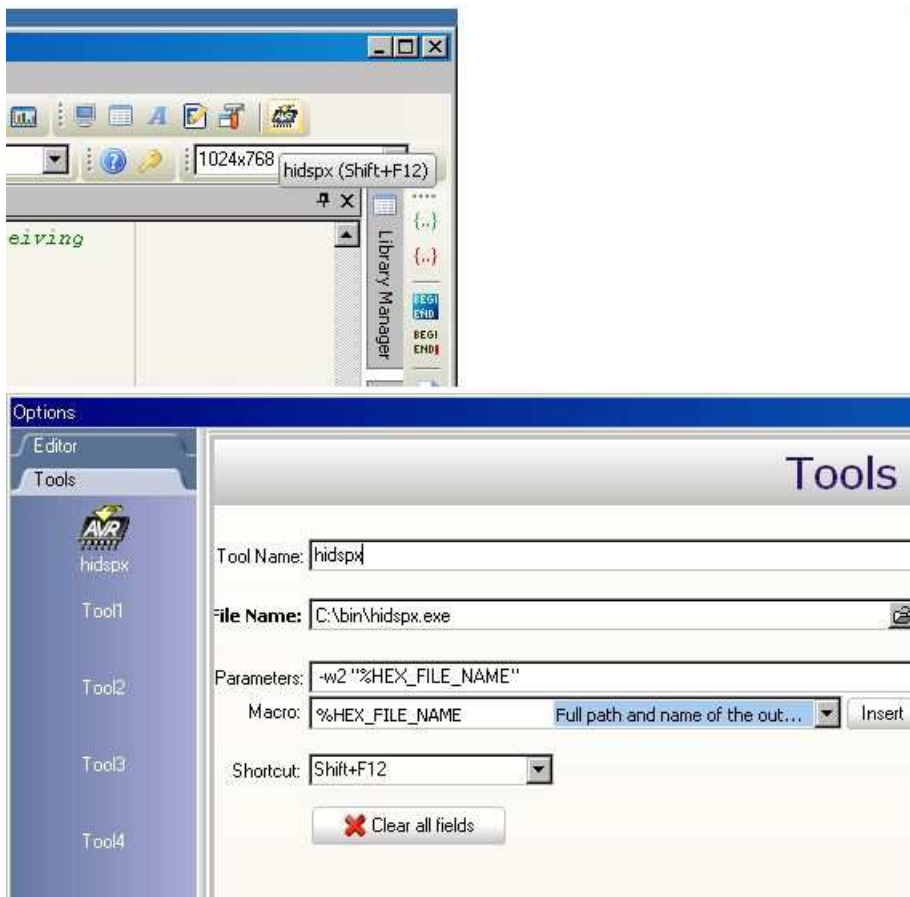 1024x768
hidspx (Shift+F12)
eiving
Library Manager
{..}
{..}
BEGI
END
BEGI
END
Options
Editor
Tools
Tools
AVR
hidspx
Tool Name: hidspx
Tool1
File Name: C:\bin\hidspx.exe
Parameters: -w2 "%HEX_FILE_NAME"
Tool2
Macro: %HEX_FILE_NAME Full path and name of the out... Insert
Tool3
Shortcut: Shift+F12
Clear all fields
Tool4